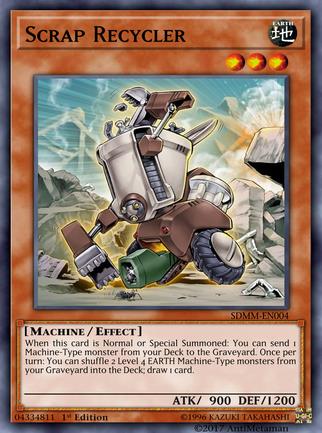 Scrap Recycler
EARTH
地
SDMM-EN004
[Machine / Effect]
When this card is Normal or Special Summoned: You can send 1
Machine-Type monster from your Deck to the Graveyard. Once per
turn: You can shuffle 2 Level 4 EARTH Machine-Type monsters from
your Graveyard into the Deck; draw 1 card.
ATK/ 900 DEF/1200
04334811 1st Edition ©1996 KAZUKI TAKAHASHI
©2017 AntiMetaman